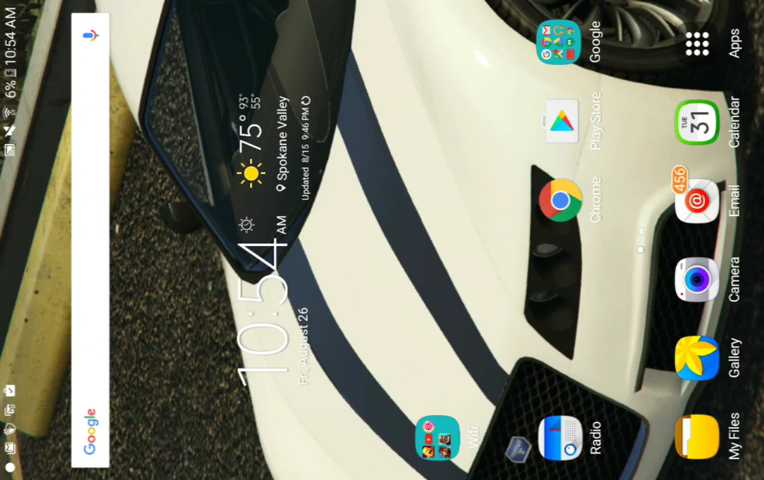 6% 10:54 AM
Google
10:54 AM
75° 93°
55°
Spokane Valley
Fri, August 26
Updated 8/15 9:46 PM
Wifi
Radio
Chrome
Play Store
Google
456
TUE
31
My Files
Gallery
Camera
Email
Calendar
Apps